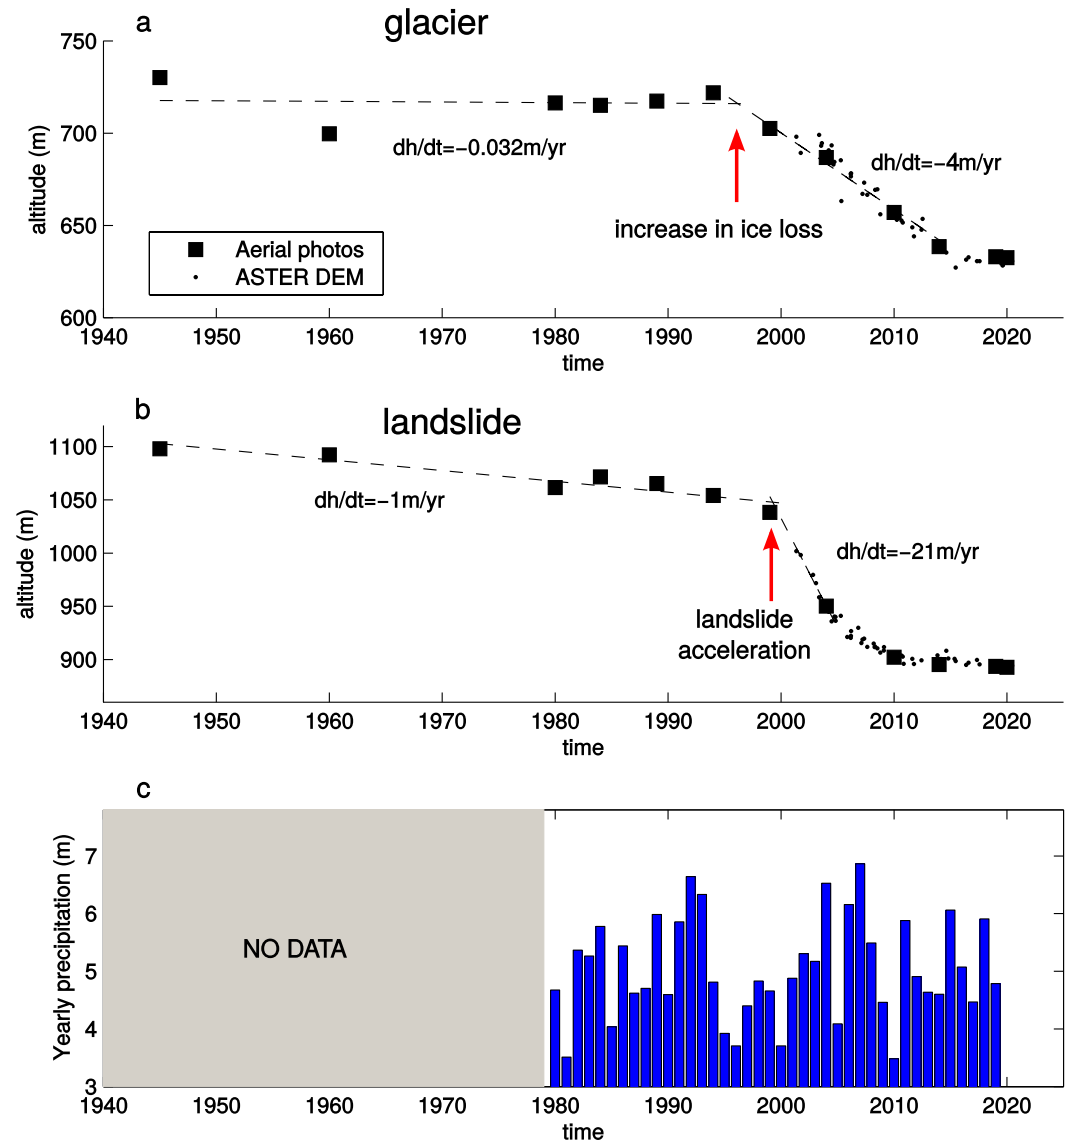 a
glacier
750
700
650
600
altitude (m)
dh/dt=−0.032m/yr
dh/dt=−4m/yr
increase in ice loss
Aerial photos
ASTER DEM
1940 1950 1960 1970 1980 1990 2000 2010 2020
time
b
landslide
1100
1050
1000
950
900
altitude (m)
dh/dt=−1m/yr
dh/dt=−21m/yr
landslide
acceleration
1940 1950 1960 1970 1980 1990 2000 2010 2020
time
c
7
6
5
4
3
Yearly precipitation (m)
NO DATA
1940 1950 1960 1970 1980 1990 2000 2010 2020
time